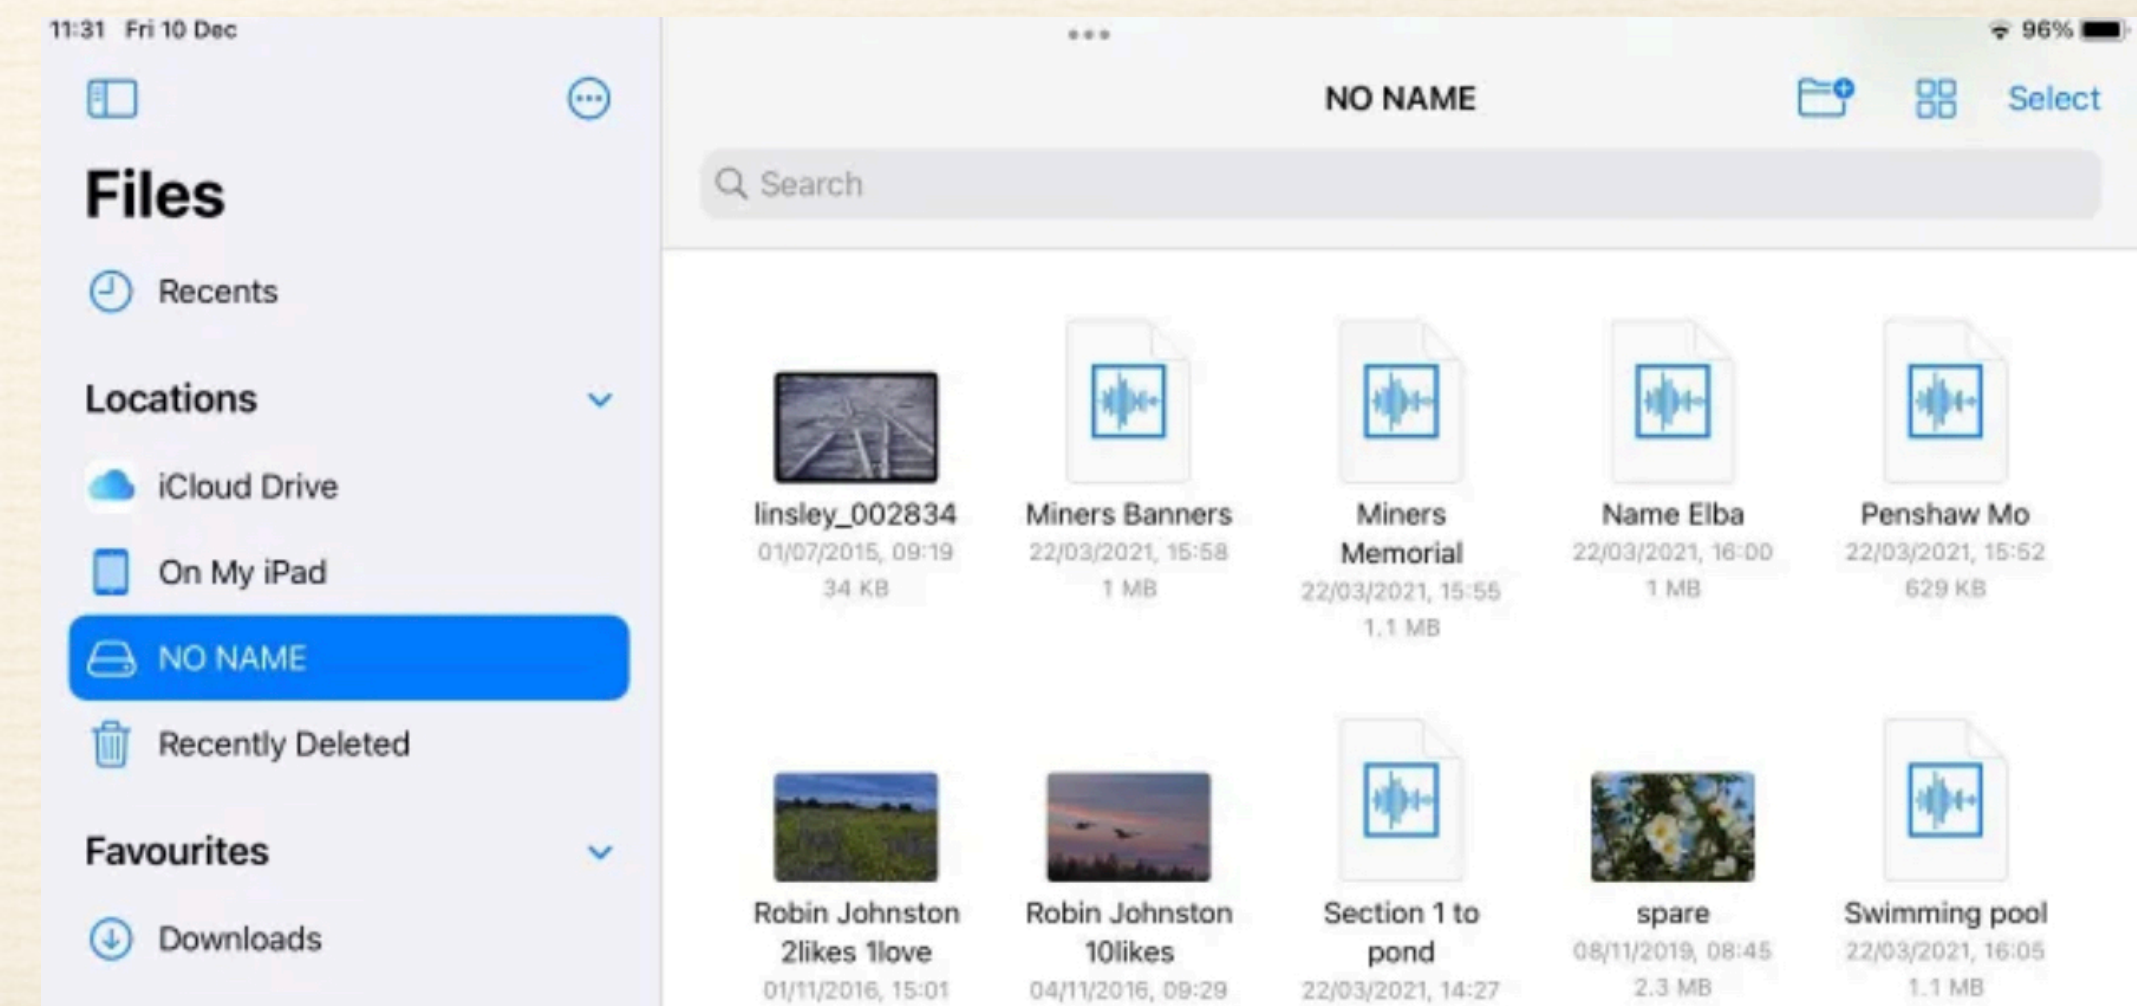 11:31 Fri 10 Dec
96%
Files
Recents
Locations
iCloud Drive
On My iPad
NO NAME
Recently Deleted
Favourites
Downloads
NO NAME
Select
Search
linsley_002834
01/07/2015, 09:19
34 KB
Miners Banners
22/03/2021, 15:58
1 MB
Miners
Memorial
22/03/2021, 15:55
1.1 MB
Name Elba
22/03/2021, 16:00
1 MB
Penshaw Mo
22/03/2021, 15:52
629 KB
Robin Johnston
2likes 1love
01/11/2016, 15:01
Robin Johnston
10likes
04/11/2016, 09:29
Section 1 to
pond
22/03/2021, 14:27
spare
08/11/2019, 08:45
2.3 MB
Swimming pool
22/03/2021, 16:05
1.1 MB